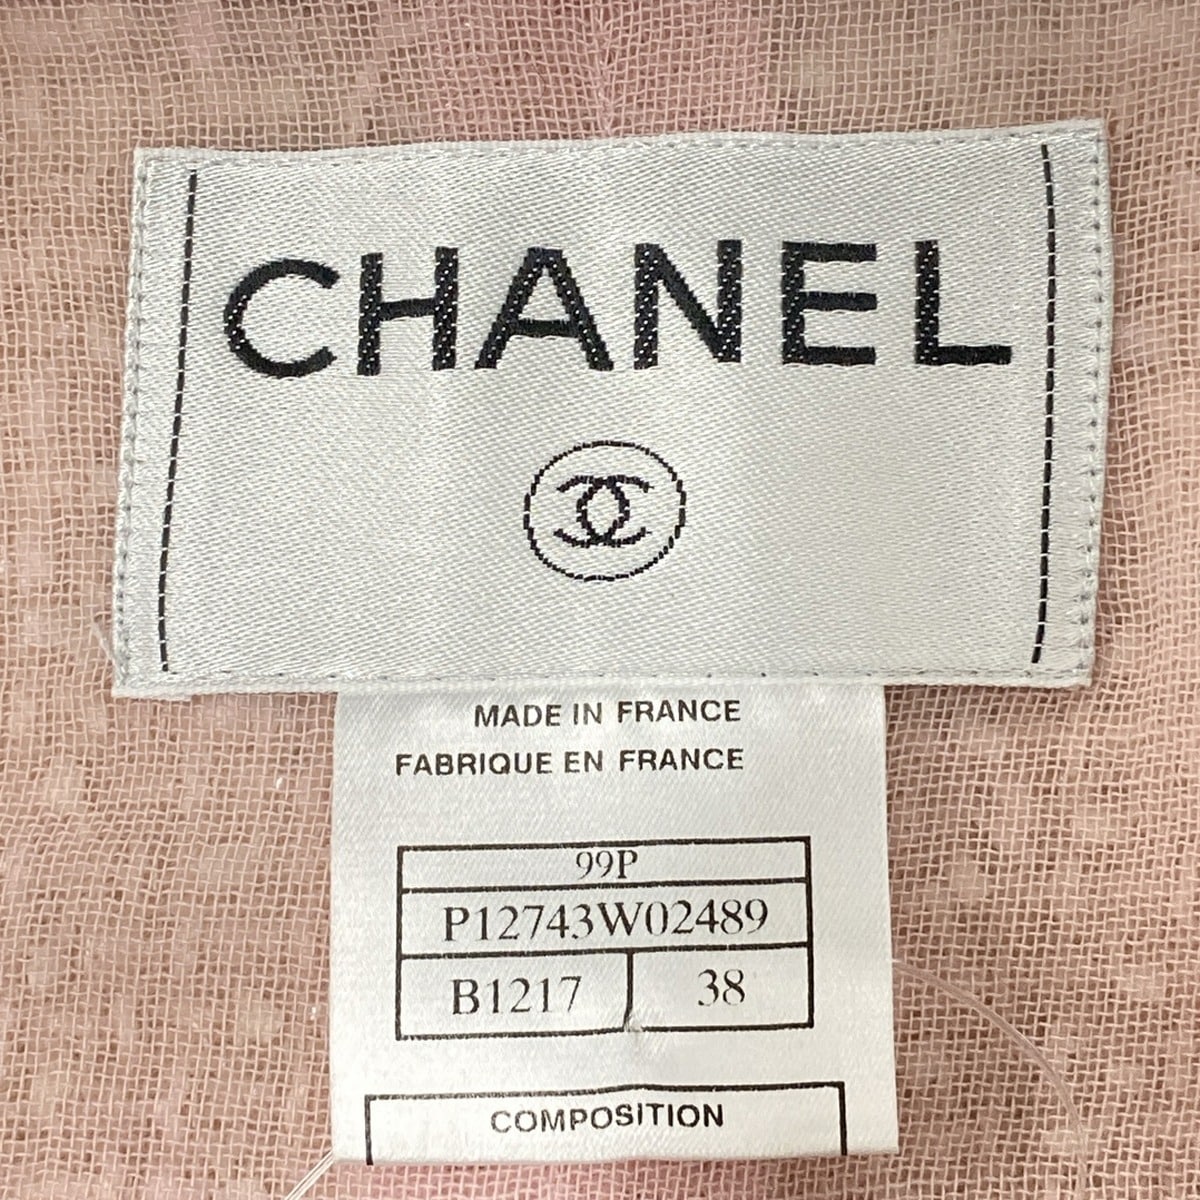 CHANEL
MADE IN FRANCE
FABRIQUE EN FRANCE
99P
P12743W02489
B1217 38
COMPOSITION